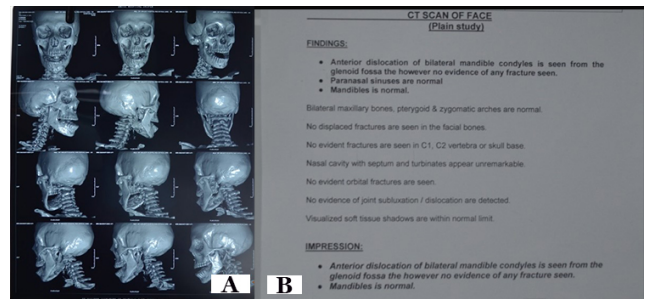 CT SCAN OF FACE
(Plain study)
FINDINGS:
• Anterior dislocation of bilateral mandible condyles is seen from the
glenoid fossa the however no evidence of any fracture seen.
• Paranasal sinuses are normal
• Mandibles is normal.
Bilateral maxillary bones, pterygoid & zygomatic arches are normal.
No displaced fractures are seen in the facial bones.
No evident fractures are seen in C1, C2 vertebra or skull base.
Nasal cavity with septum and turbinates appear unremarkable.
No evident orbital fractures are seen.
No evidence of joint subluxation / dislocation are detected.
Visualized soft tissue shadows are within normal limit.
IMPRESSION:
• Anterior dislocation of bilateral mandible condyles is seen from the
glenoid fossa the however no evidence of any fracture seen.
• Mandibles is normal.
A
B